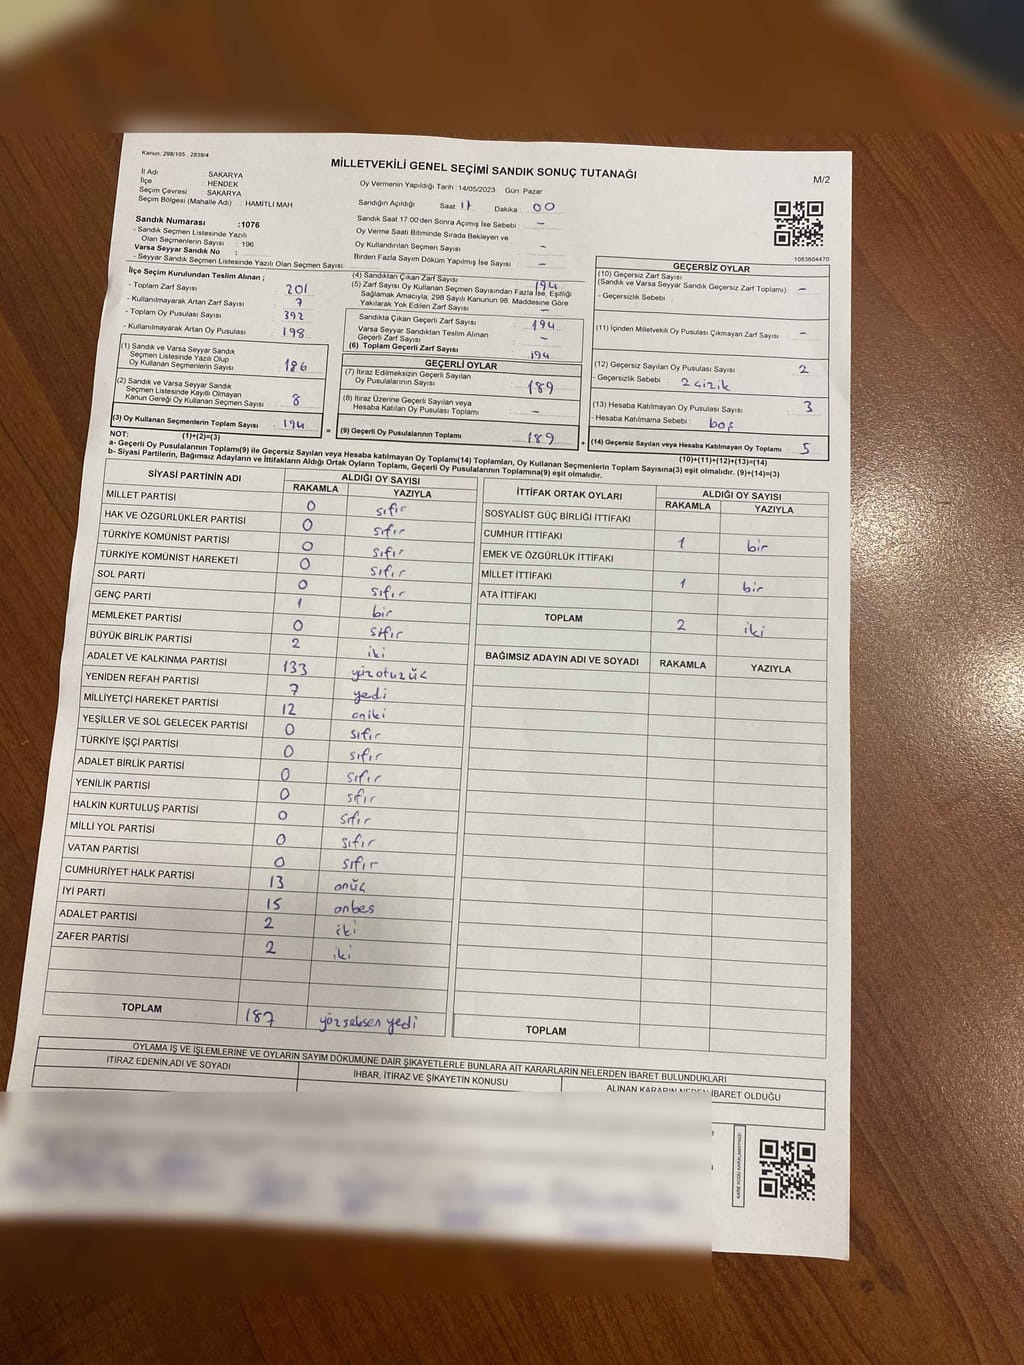 Kanun: 298/105 , 2839/4
MİLLETVEKİLİ GENEL SEÇİMİ SANDIK SONUÇ TUTANAĞI
M/2
İl Adı : SAKARYA
İlçe : HENDEK
Seçim Çevresi : SAKARYA
Seçim Bölgesi (Mahalle Adı) : HAMİTLİ MAH
Oy Vermenin Yapıldığı Tarih :14/05/2023 Gün: Pazar
Sandığın Açıldığı Saat: 17 Dakika : 00
Sandık Saat 17:00'den Sonra Açılmış İse Sebebi : -
Oy Verme Saati Bitiminde Sırada Bekleyen ve
Oy Kullandırılan Seçmen Sayısı -
Birden Fazla Sayım Döküm Yapılmış İse Sayısı -
Sandık Numarası :1076
- Sandık Seçmen Listesinde Yazılı
Olan Seçmenlerin Sayısı : 196
Varsa Seyyar Sandık No :
- Seyyar Sandık Seçmen Listesinde Yazılı Olan Seçmen Sayısı:
1083604470
İlçe Seçim Kurulundan Teslim Alınan ;
- Toplam Zarf Sayısı 201
- Kullanılmayarak Artan Zarf Sayısı 7
- Toplam Oy Pusulası Sayısı 392
- Kullanılmayarak Artan Oy Pusulası 198
(1) Sandık ve Varsa Seyyar Sandık
Seçmen Listesinde Yazılı Olup
Oy Kullanan Seçmenlerin Sayısı 186
(2) Sandık ve Varsa Seyyar Sandık
Seçmen Listesinde Kayıtlı Olmayan
Kanun Gereği Oy Kullanan Seçmen Sayısı 8
(3) Oy Kullanan Seçmenlerin Toplam Sayısı 194
(1)+(2)=(3)
(4) Sandıktan Çıkan Zarf Sayısı 194
(5) Zarf Sayısı Oy Kullanan Seçmen Sayısından Fazla İse, Eşitliği
Sağlamak Amacıyla; 298 Sayılı Kanunun 98. Maddesine Göre
Yakılarak Yok Edilen Zarf Sayısı -
Sandıkta Çıkan Geçerli Zarf Sayısı 194
Varsa Seyyar Sandıktan Teslim Alınan
Geçerli Zarf Sayısı -
(6) Toplam Geçerli Zarf Sayısı 194
GEÇERLİ OYLAR
(7) İtiraz Edilmeksizin Geçerli Sayılan
Oy Pusulalarının Sayısı 189
(8) İtiraz Üzerine Geçerli Sayılan veya
Hesaba Katılan Oy Pusulası Toplamı -
= (9) Geçerli Oy Pusulalarının Toplamı 189 +
GEÇERSİZ OYLAR
(10) Geçersiz Zarf Sayısı
(Sandık ve Varsa Seyyar Sandık Geçersiz Zarf Toplamı) -
- Geçersizlik Sebebi :
(11) İçinden Milletvekili Oy Pusulası Çıkmayan Zarf Sayısı -
(12) Geçersiz Sayılan Oy Pusulası Sayısı 2
- Geçersizlik Sebebi : 2 çizik
(13) Hesaba Katılmayan Oy Pusulası Sayısı 3
- Hesaba Katılmama Sebebi : boş
(14) Geçersiz Sayılan veya Hesaba Katılmayan Oy Toplamı 5
(10)+(11)+(12)+(13)=(14)
NOT:
a- Geçerli Oy Pusulalarının Toplamı(9) ile Geçersiz Sayılan veya Hesaba katılmayan Oy Toplamı(14) Toplamları, Oy Kullanan Seçmenlerin Toplam Sayısına(3) eşit olmalıdır. (9)+(14)=(3)
b- Siyasi Partilerin, Bağımsız Adayların ve İttifakların Aldığı Ortak Oyların Toplamı, Geçerli Oy Pusulalarının Toplamına(9) eşit olmalıdır.
SİYASİ PARTİNİN ADI ALDIĞI OY SAYISI
RAKAMLA YAZIYLA
MİLLET PARTİSİ 0 sıfır
HAK VE ÖZGÜRLÜKLER PARTİSİ 0 sıfır
TÜRKİYE KOMÜNİST PARTİSİ 0 sıfır
TÜRKİYE KOMÜNİST HAREKETİ 0 sıfır
SOL PARTİ 0 sıfır
GENÇ PARTİ 1 bir
MEMLEKET PARTİSİ 0 sıfır
BÜYÜK BİRLİK PARTİSİ 2 iki
ADALET VE KALKINMA PARTİSİ 133 yüzotuzüç
YENİDEN REFAH PARTİSİ 7 yedi
MİLLİYETÇİ HAREKET PARTİSİ 12 oniki
YEŞİLLER VE SOL GELECEK PARTİSİ 0 sıfır
TÜRKİYE İŞÇİ PARTİSİ 0 sıfır
ADALET BİRLİK PARTİSİ 0 sıfır
YENİLİK PARTİSİ 0 sfır
HALKIN KURTULUŞ PARTİSİ 0 sıfır
MİLLİ YOL PARTİSİ 0 sıfır
VATAN PARTİSİ 0 sıfır
CUMHURİYET HALK PARTİSİ 13 onüç
İYİ PARTİ 15 onbes
ADALET PARTİSİ 2 iki
ZAFER PARTİSİ 2 iki
TOPLAM 187 yüzseksen yedi
İTTİFAK ORTAK OYLARI ALDIĞI OY SAYISI
RAKAMLA YAZIYLA
SOSYALİST GÜÇ BİRLİĞİ İTTİFAKI
CUMHUR İTTİFAKI 1 bir
EMEK VE ÖZGÜRLÜK İTTİFAKI
MİLLET İTTİFAKI 1 bir
ATA İTTİFAKI
TOPLAM 2 iki
BAĞIMSIZ ADAYIN ADI VE SOYADI RAKAMLA YAZIYLA
TOPLAM
OYLAMA İŞ VE İŞLEMLERİNE VE OYLARIN SAYIM DÖKÜMÜNE DAİR ŞİKAYETLERLE BUNLARA AİT KARARLARIN NELERDEN İBARET BULUNDUKLARI
İTİRAZ EDENİN,ADI VE SOYADI
İHBAR, İTİRAZ VE ŞİKAYETİN KONUSU
ALINAN KARARIN NEDEN İBARET OLDUĞU